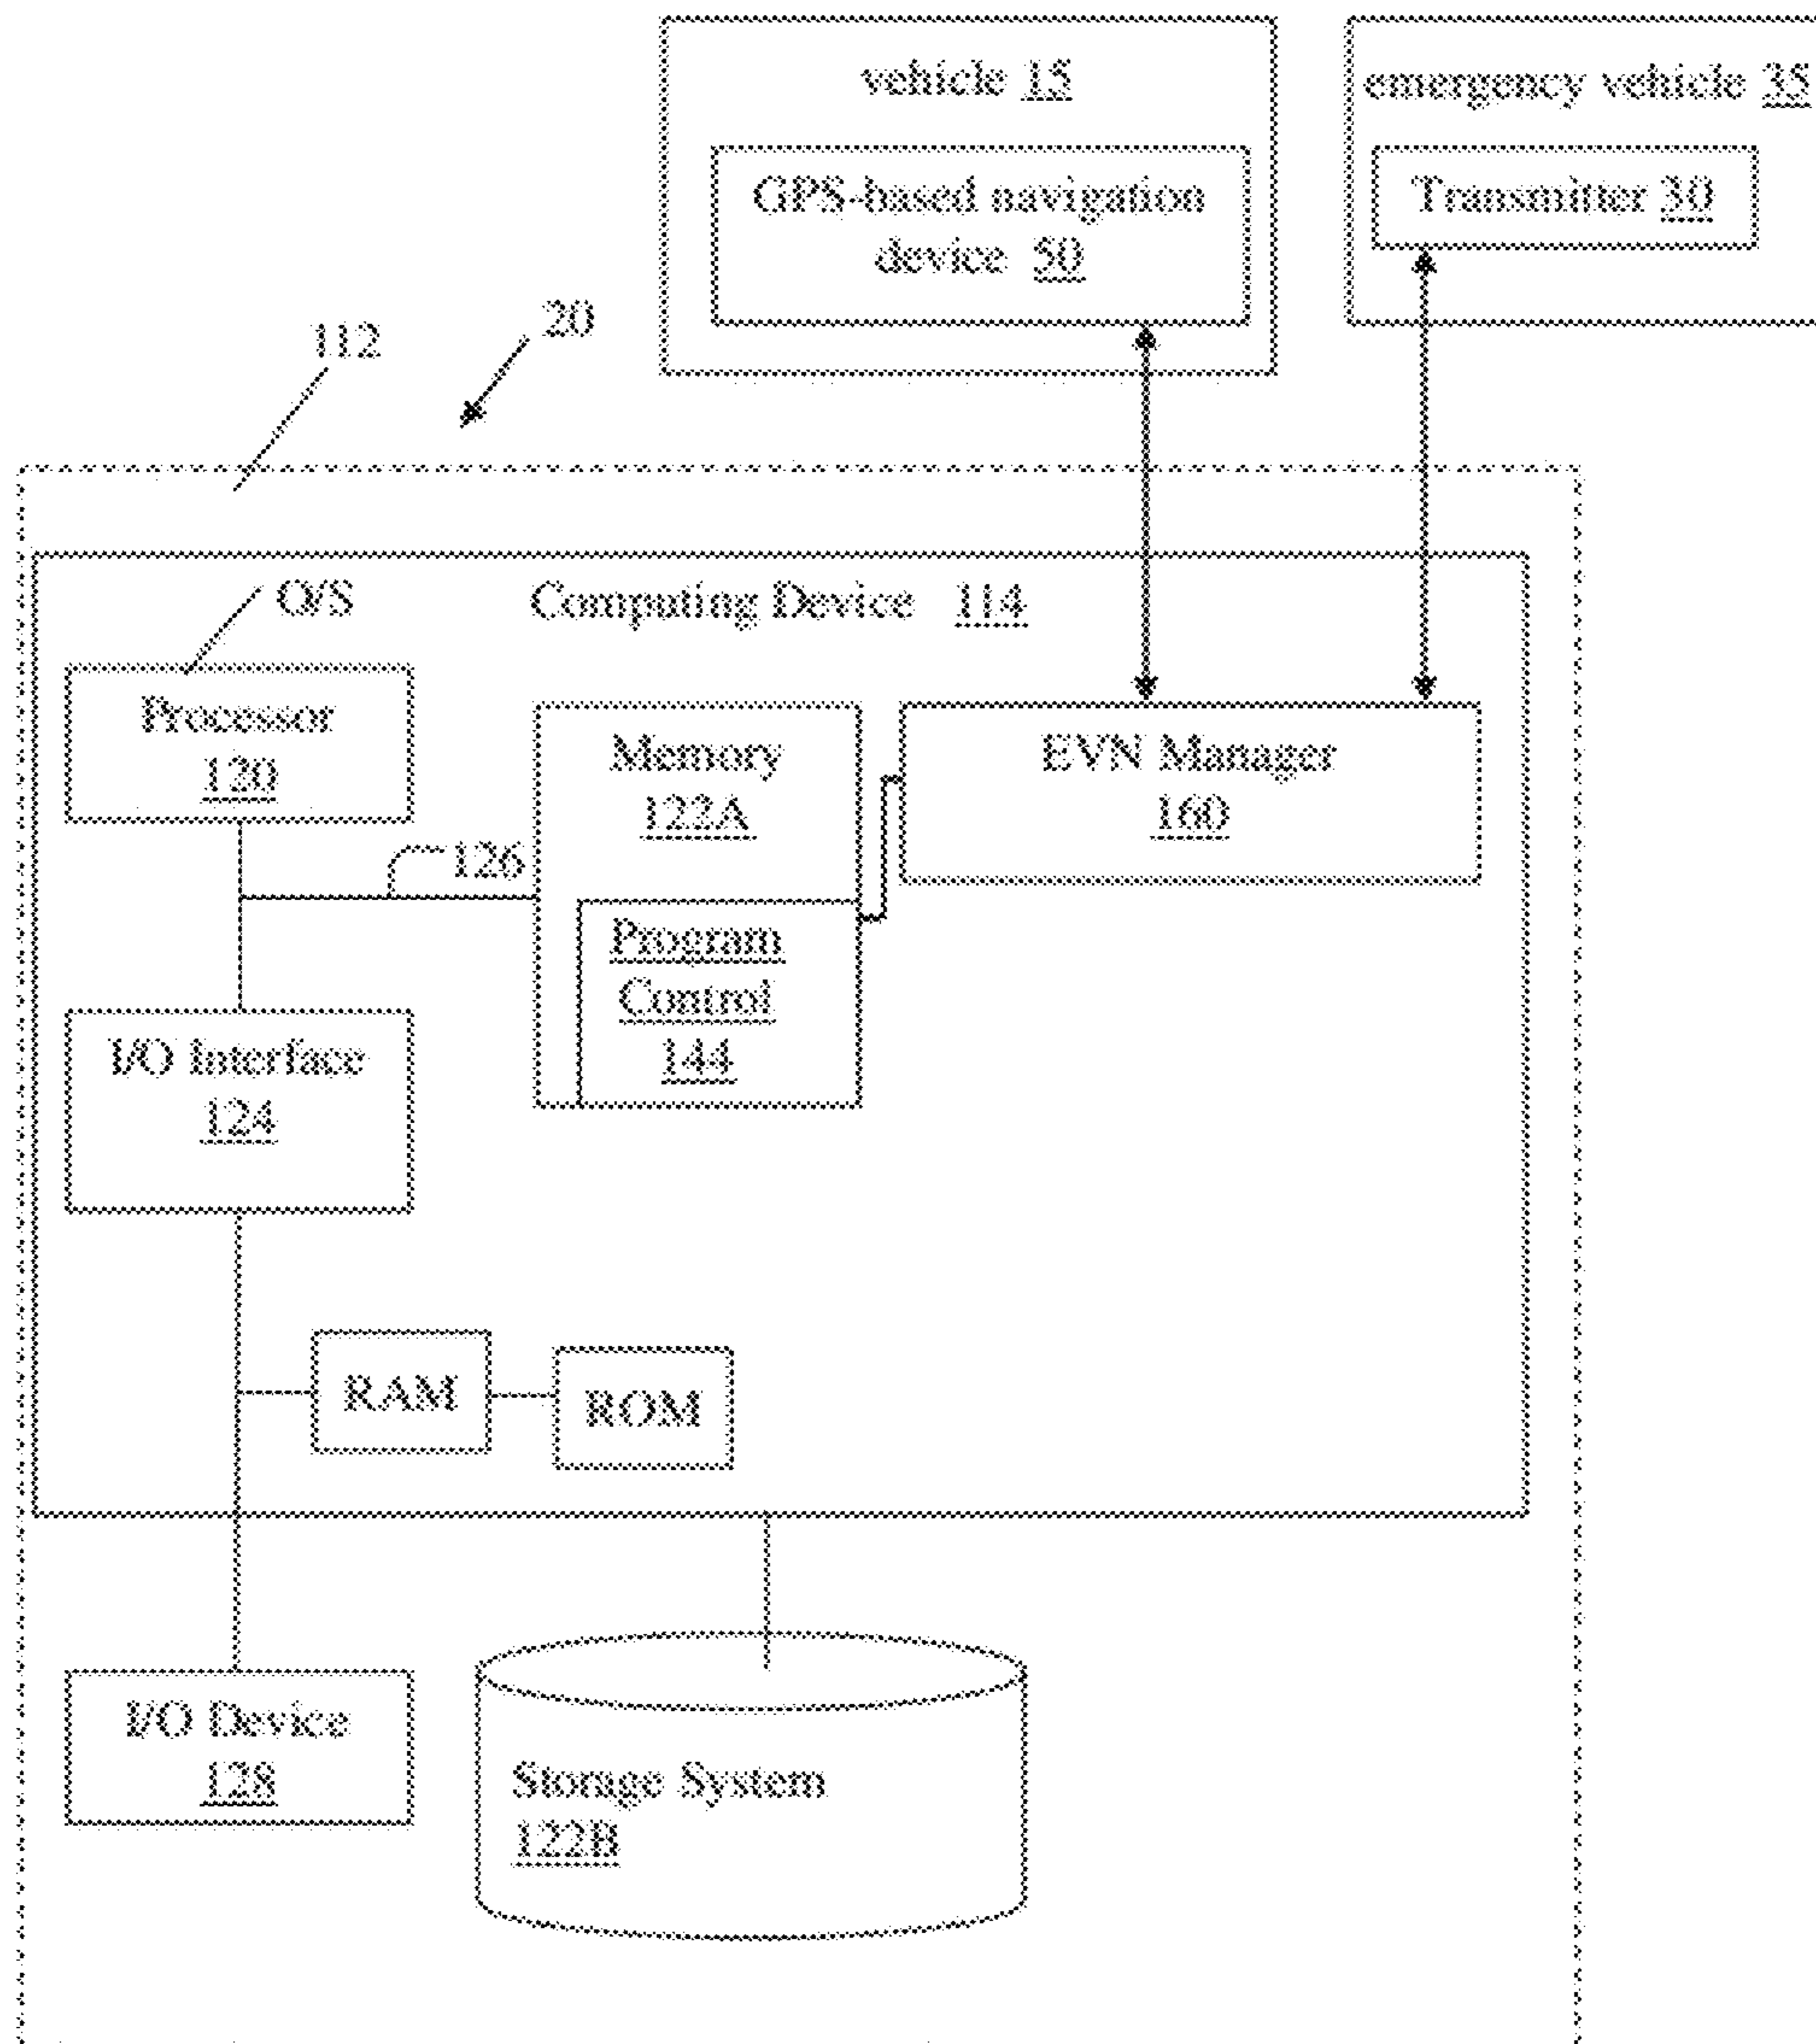 vehicle 15
emergency vehicle 35
GPS-based navigation
device 50
Transmitter 30
20
112
O/S
Computing Device 114
Processor
120
Memory
122A
EVN Manager
160
126
Program
Control
144
I/O Interface
124
RAM
ROM
I/O Device
128
Storage System
122B